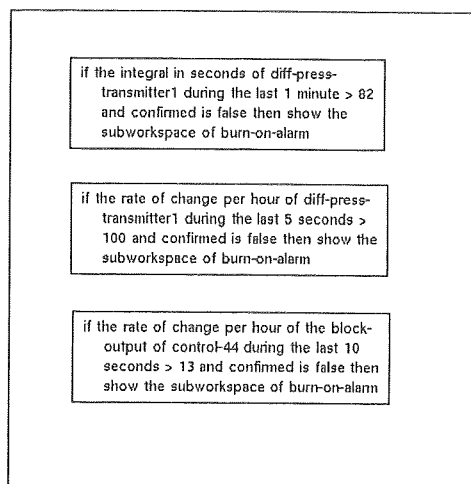 if the integral in seconds of diff-press-
transmitter1 during the last 1 minute > 82
and confirmed is false then show the
subworkspace of burn-on-alarm
if the rate of change per hour of diff-press-
transmitter1 during the last 5 seconds >
100 and confirmed is false then show the
subworkspace of burn-on-alarm
if the rate of change per hour of the block-
output of control-44 during the last 10
seconds > 13 and confirmed is false then
show the subworkspace of burn-on-alarm